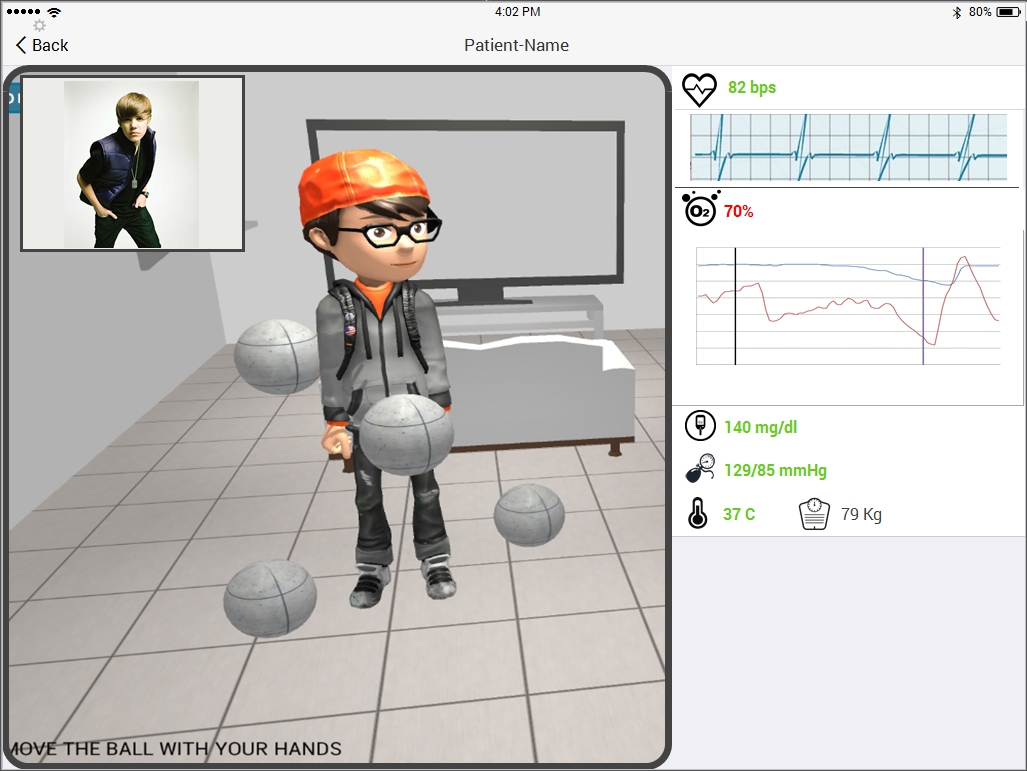 4:02 PM
80%
Back
Patient-Name
82 bps
O2
70%
140 mg/dl
129/85 mmHg
37 C
79 Kg
MOVE THE BALL WITH YOUR HANDS